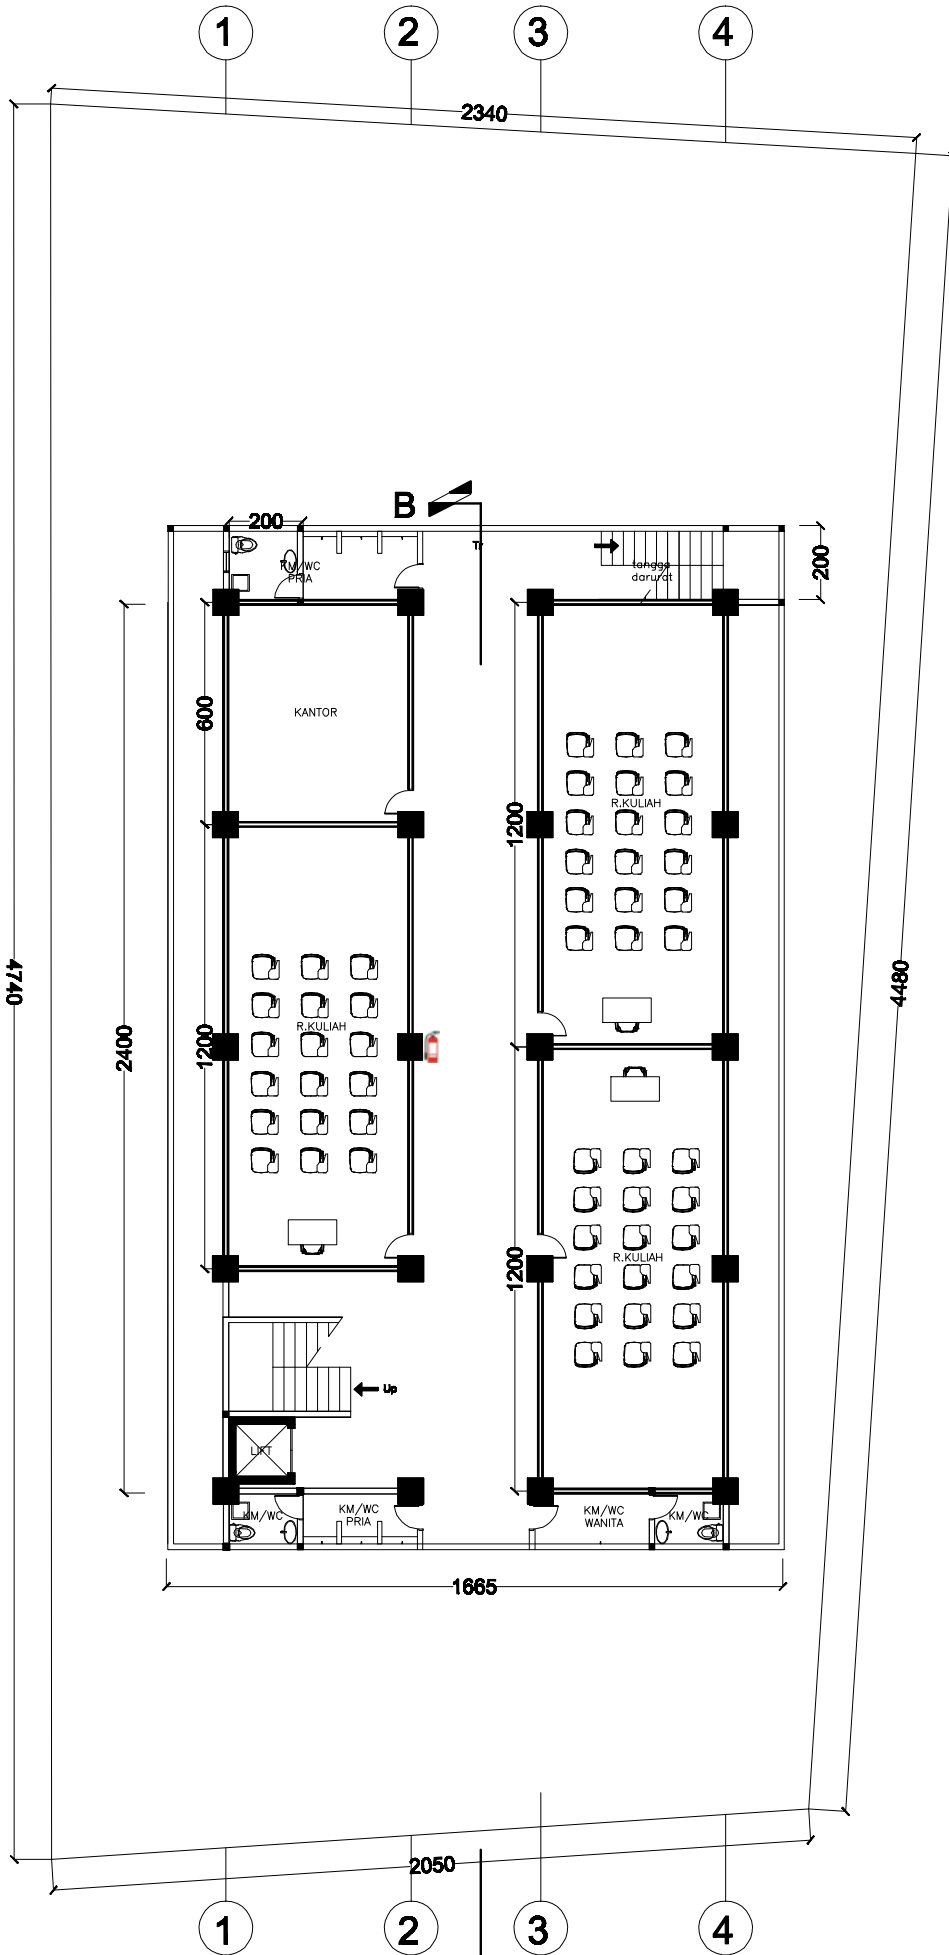 1
2
3
4
2340
B
200
Tr
KM/WC
PRIA
tangga
darurat
200
600
KANTOR
1200
R.KULIAH
4740
2400
4480
1200
R.KULIAH
1200
R.KULIAH
Up
LIFT
KM/WC
KM/WC
PRIA
KM/WC
WANITA
KM/WC
1665
2050
1
2
3
4